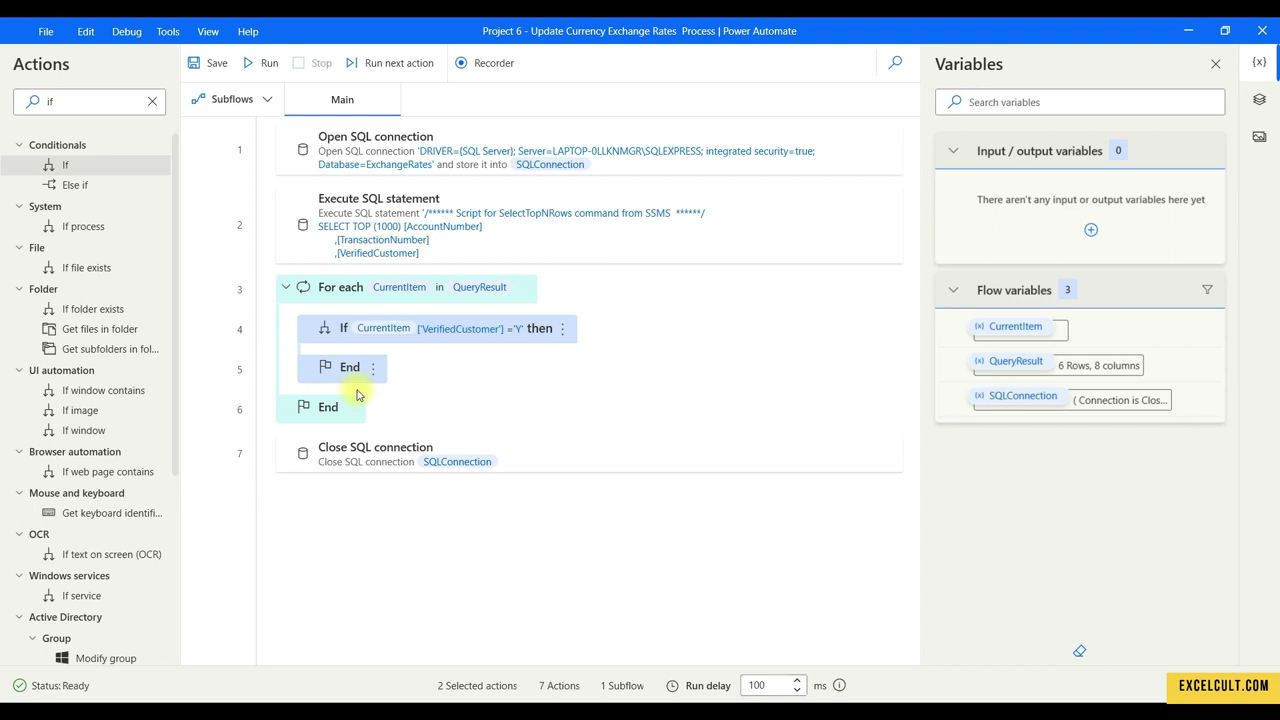 File Edit Debug Tools View Help
Project 6 - Update Currency Exchange Rates Process | Power Automate
Actions
Save Run Stop Run next action Recorder
Variables
{x}
if
Subflows Main
Search variables
Conditionals
If
Else if
System
If process
File
If file exists
Folder
If folder exists
Get files in folder
Get subfolders in fol...
UI automation
If window contains
If image
If window
Browser automation
If web page contains
Mouse and keyboard
Get keyboard identifi...
OCR
If text on screen (OCR)
Windows services
If service
Active Directory
Group
Modify group
1
Open SQL connection
Open SQL connection 'DRIVER={SQL Server}; Server=LAPTOP-0LLKNMGR\SQLEXPRESS; integrated security=true;
Database=ExchangeRates' and store it into SQLConnection
2
Execute SQL statement
Execute SQL statement '/****** Script for SelectTopNRows command from SSMS ******/
SELECT TOP (1000) [AccountNumber]
,[TransactionNumber]
,[VerifiedCustomer]
3
For each CurrentItem in QueryResult
4
If CurrentItem ['VerifiedCustomer'] ='Y' then
5
End
6
End
7
Close SQL connection
Close SQL connection SQLConnection
Input / output variables 0
There aren't any input or output variables here yet
Flow variables 3
{x} CurrentItem
{x} QueryResult 6 Rows, 8 columns
{x} SQLConnection ( Connection is Clos...
Status: Ready
2 Selected actions 7 Actions 1 Subflow Run delay 100 ms
EXCELCULT.COM